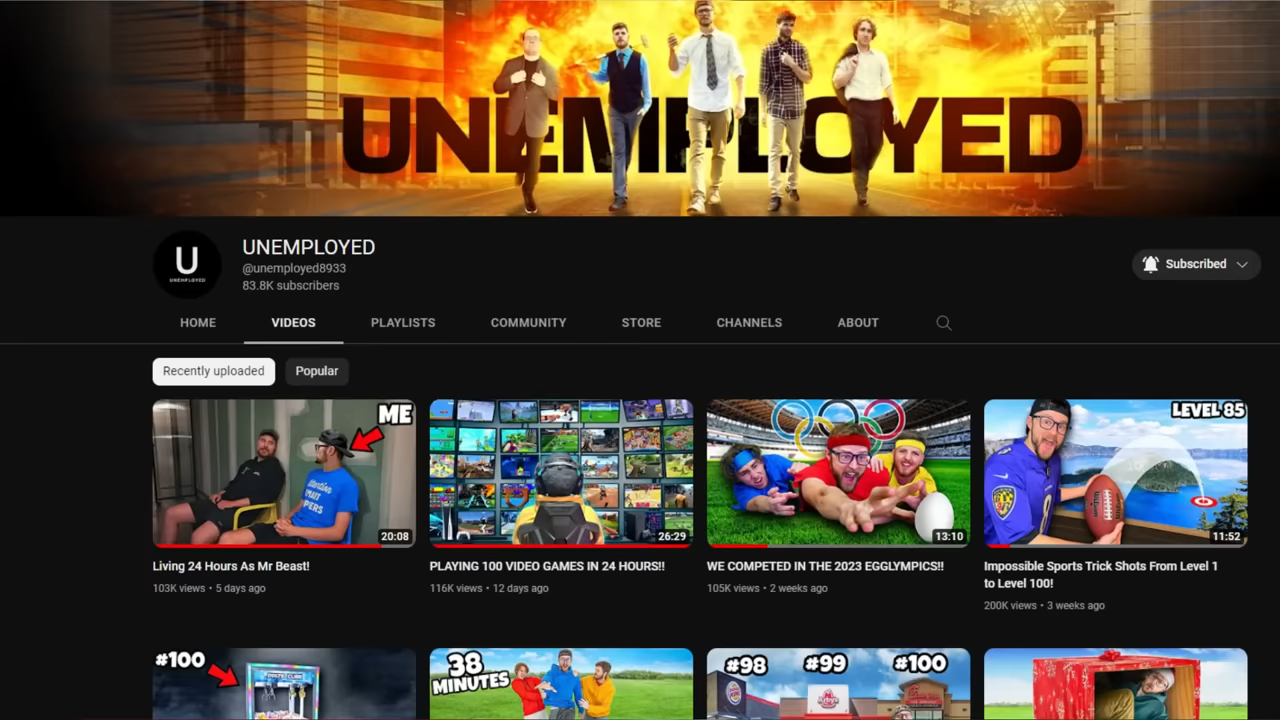 UNEMPLOYED
U
UNEMPLOYED
UNEMPLOYED
@unemployed8933
83.8K subscribers
Subscribed
HOME
VIDEOS
PLAYLISTS
COMMUNITY
STORE
CHANNELS
ABOUT
Recently uploaded
Popular
ME
20:08
26:29
13:10
LEVEL 85
11:52
Living 24 Hours As Mr Beast!
103K views • 5 days ago
PLAYING 100 VIDEO GAMES IN 24 HOURS!!
116K views • 12 days ago
WE COMPETED IN THE 2023 EGGLYMPICS!!
105K views • 2 weeks ago
Impossible Sports Trick Shots From Level 1
to Level 100!
200K views • 3 weeks ago
#100
38
MINUTES
#98
#99
#100